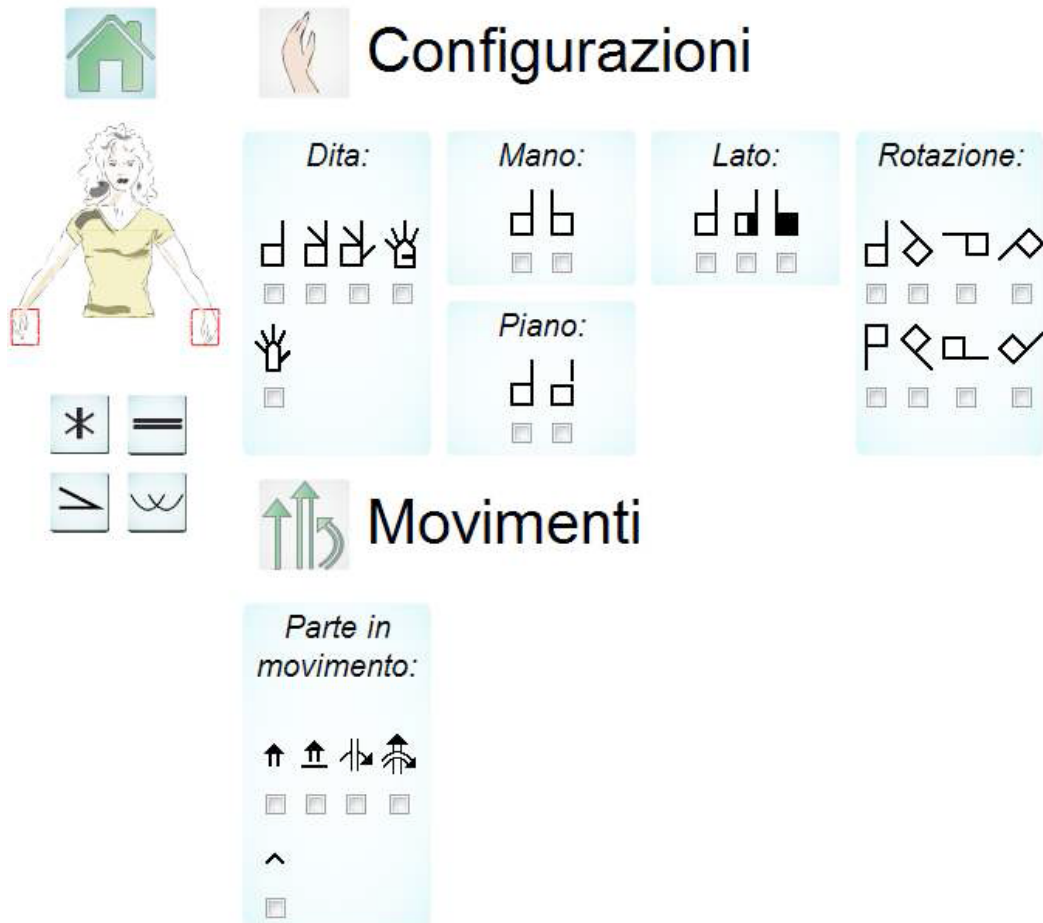 Configurazioni
Dita:
Mano:
Lato:
Rotazione:
Piano:
Movimenti
Parte in
movimento: